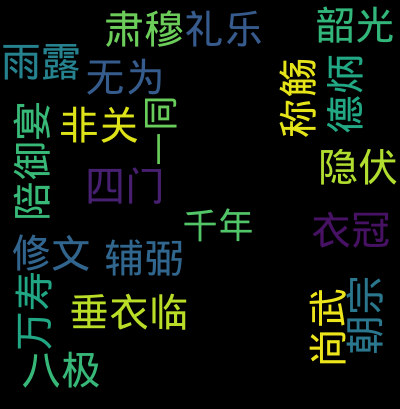 肃穆
礼乐
韶光
雨露
无为
称觞
德炳
陪御宴
非关
一同
四门
隐伏
千年
衣冠
修文
辅弼
万寿
垂衣临
尚武
朝宗
八极